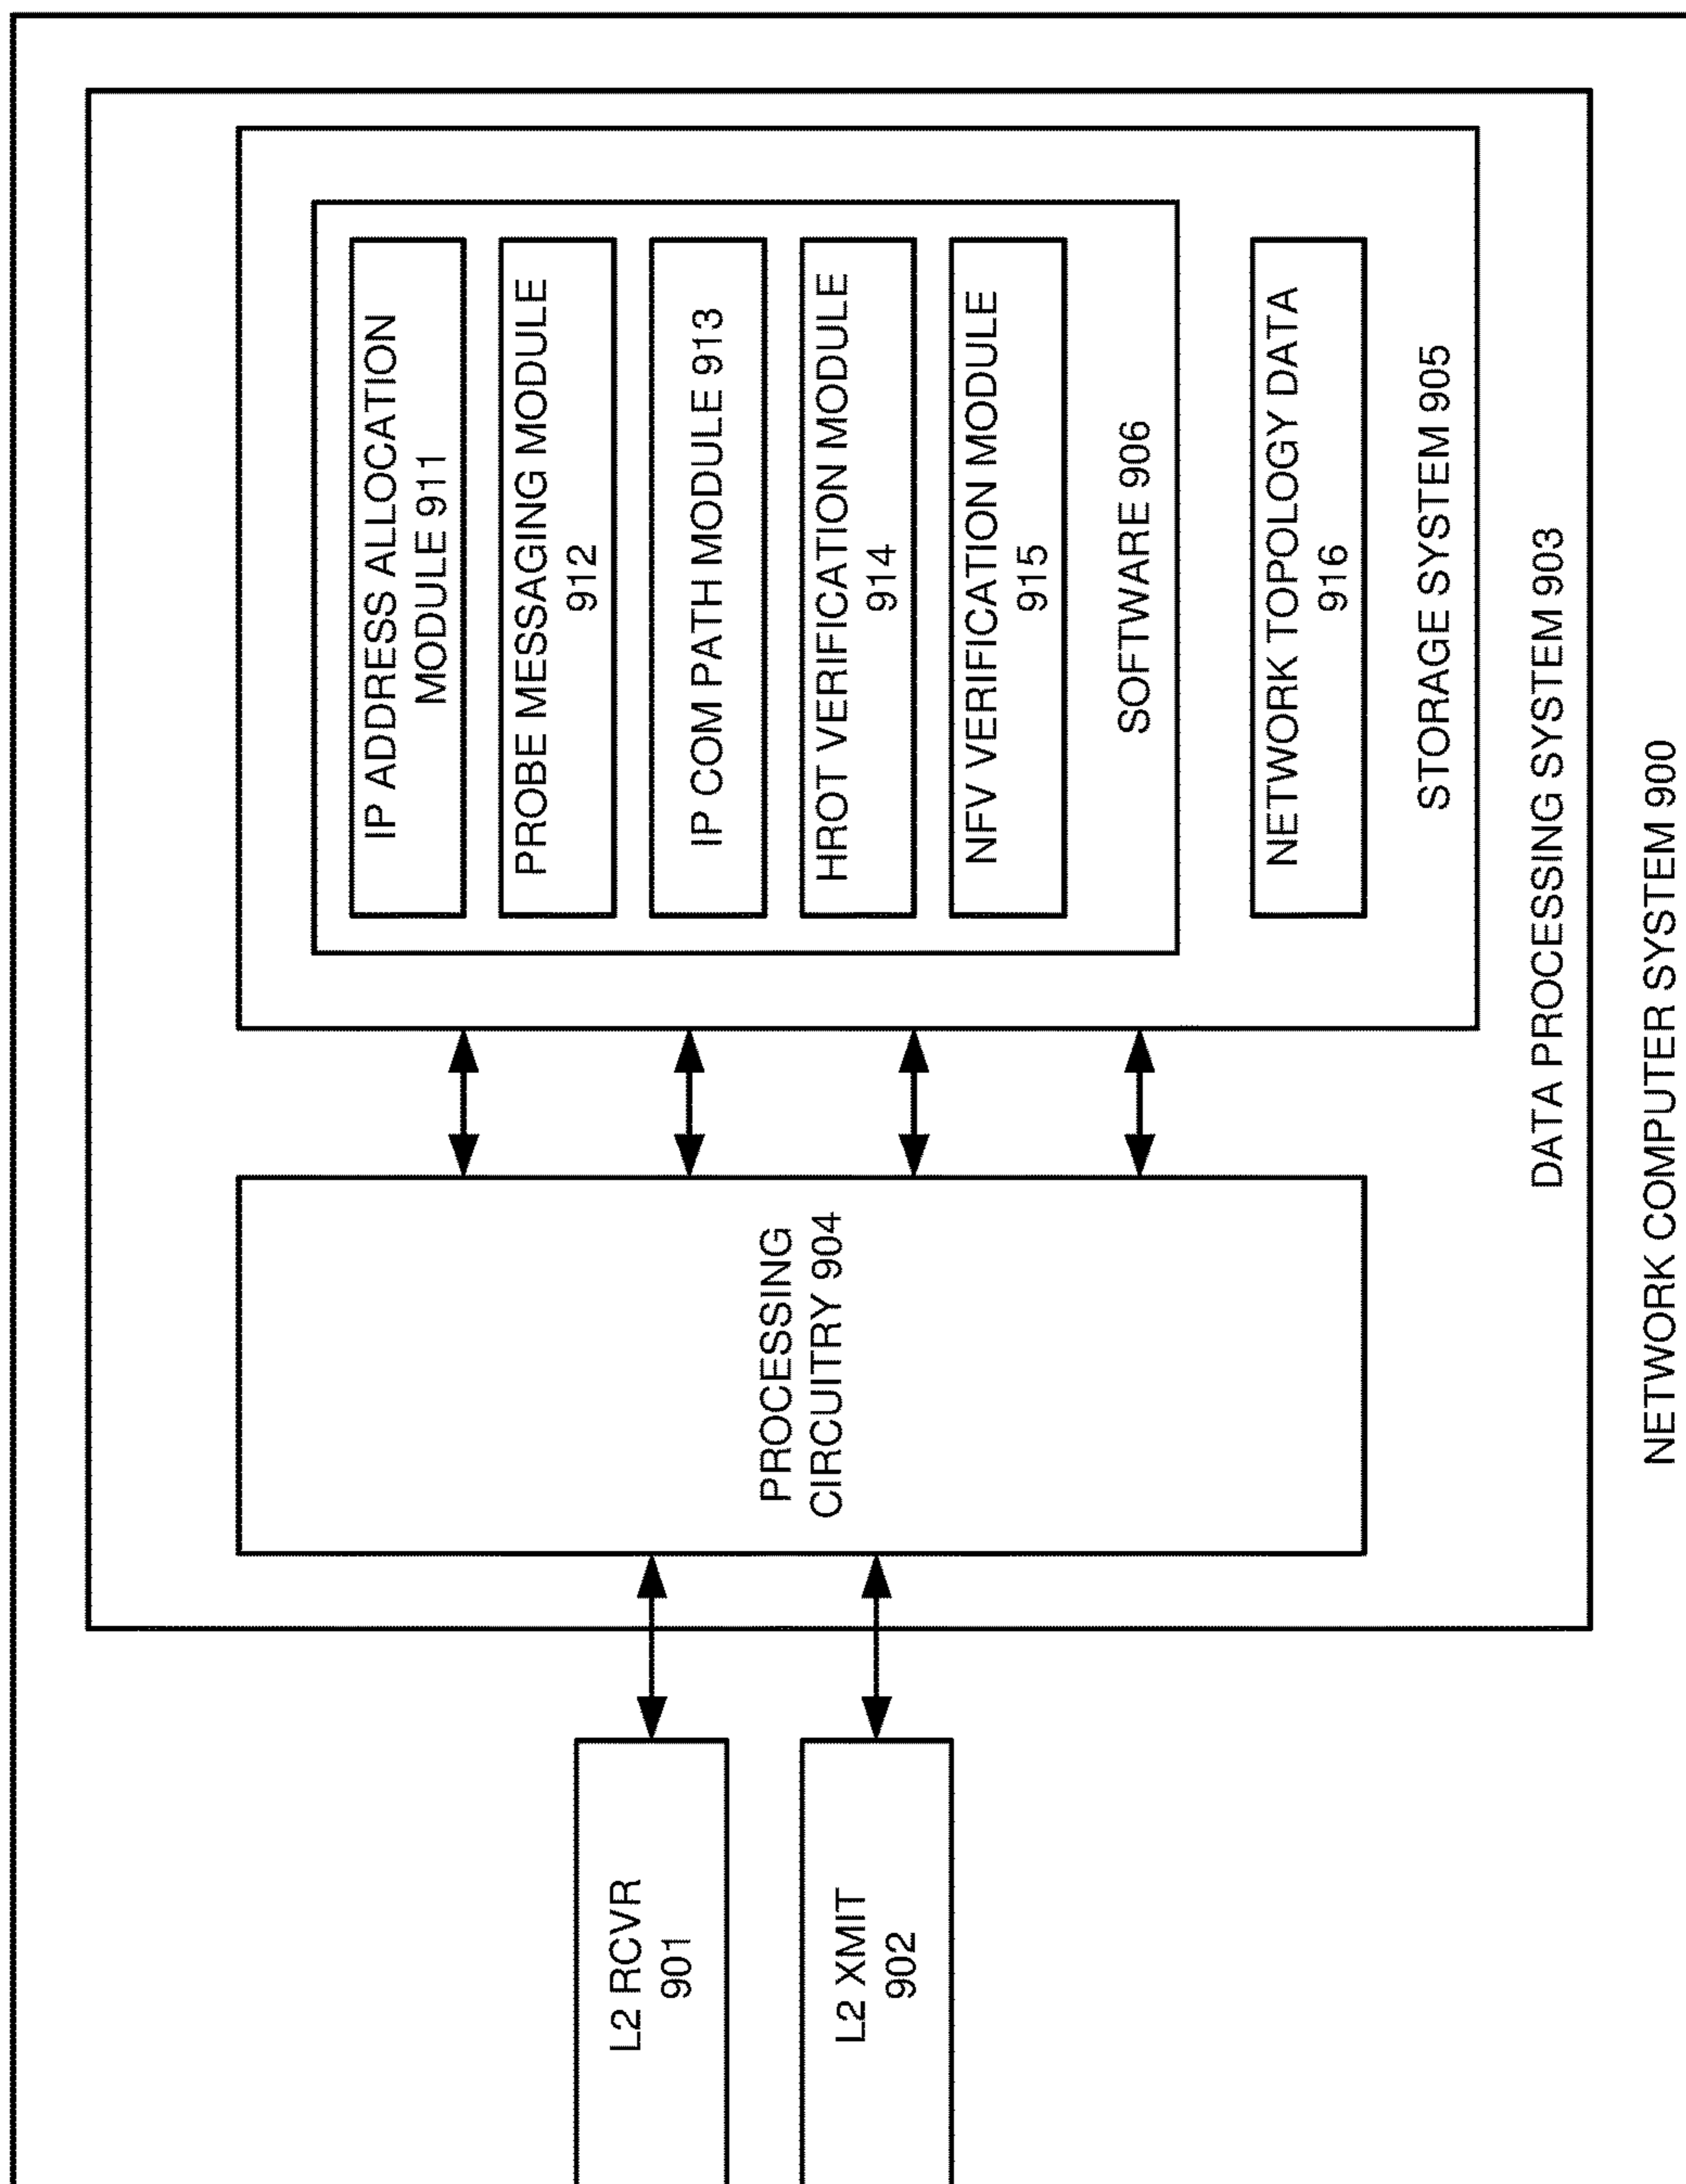 L2 RCVR
901
L2 XMIT
902
PROCESSING
CIRCUITRY 904
IP ADDRESS ALLOCATION
MODULE 911
PROBE MESSAGING MODULE
912
IP COM PATH MODULE 913
HROT VERIFICATION MODULE
914
NFV VERIFICATION MODULE
915
SOFTWARE 906
NETWORK TOPOLOGY DATA
916
STORAGE SYSTEM 905
DATA PROCESSING SYSTEM 903
NETWORK COMPUTER SYSTEM 900